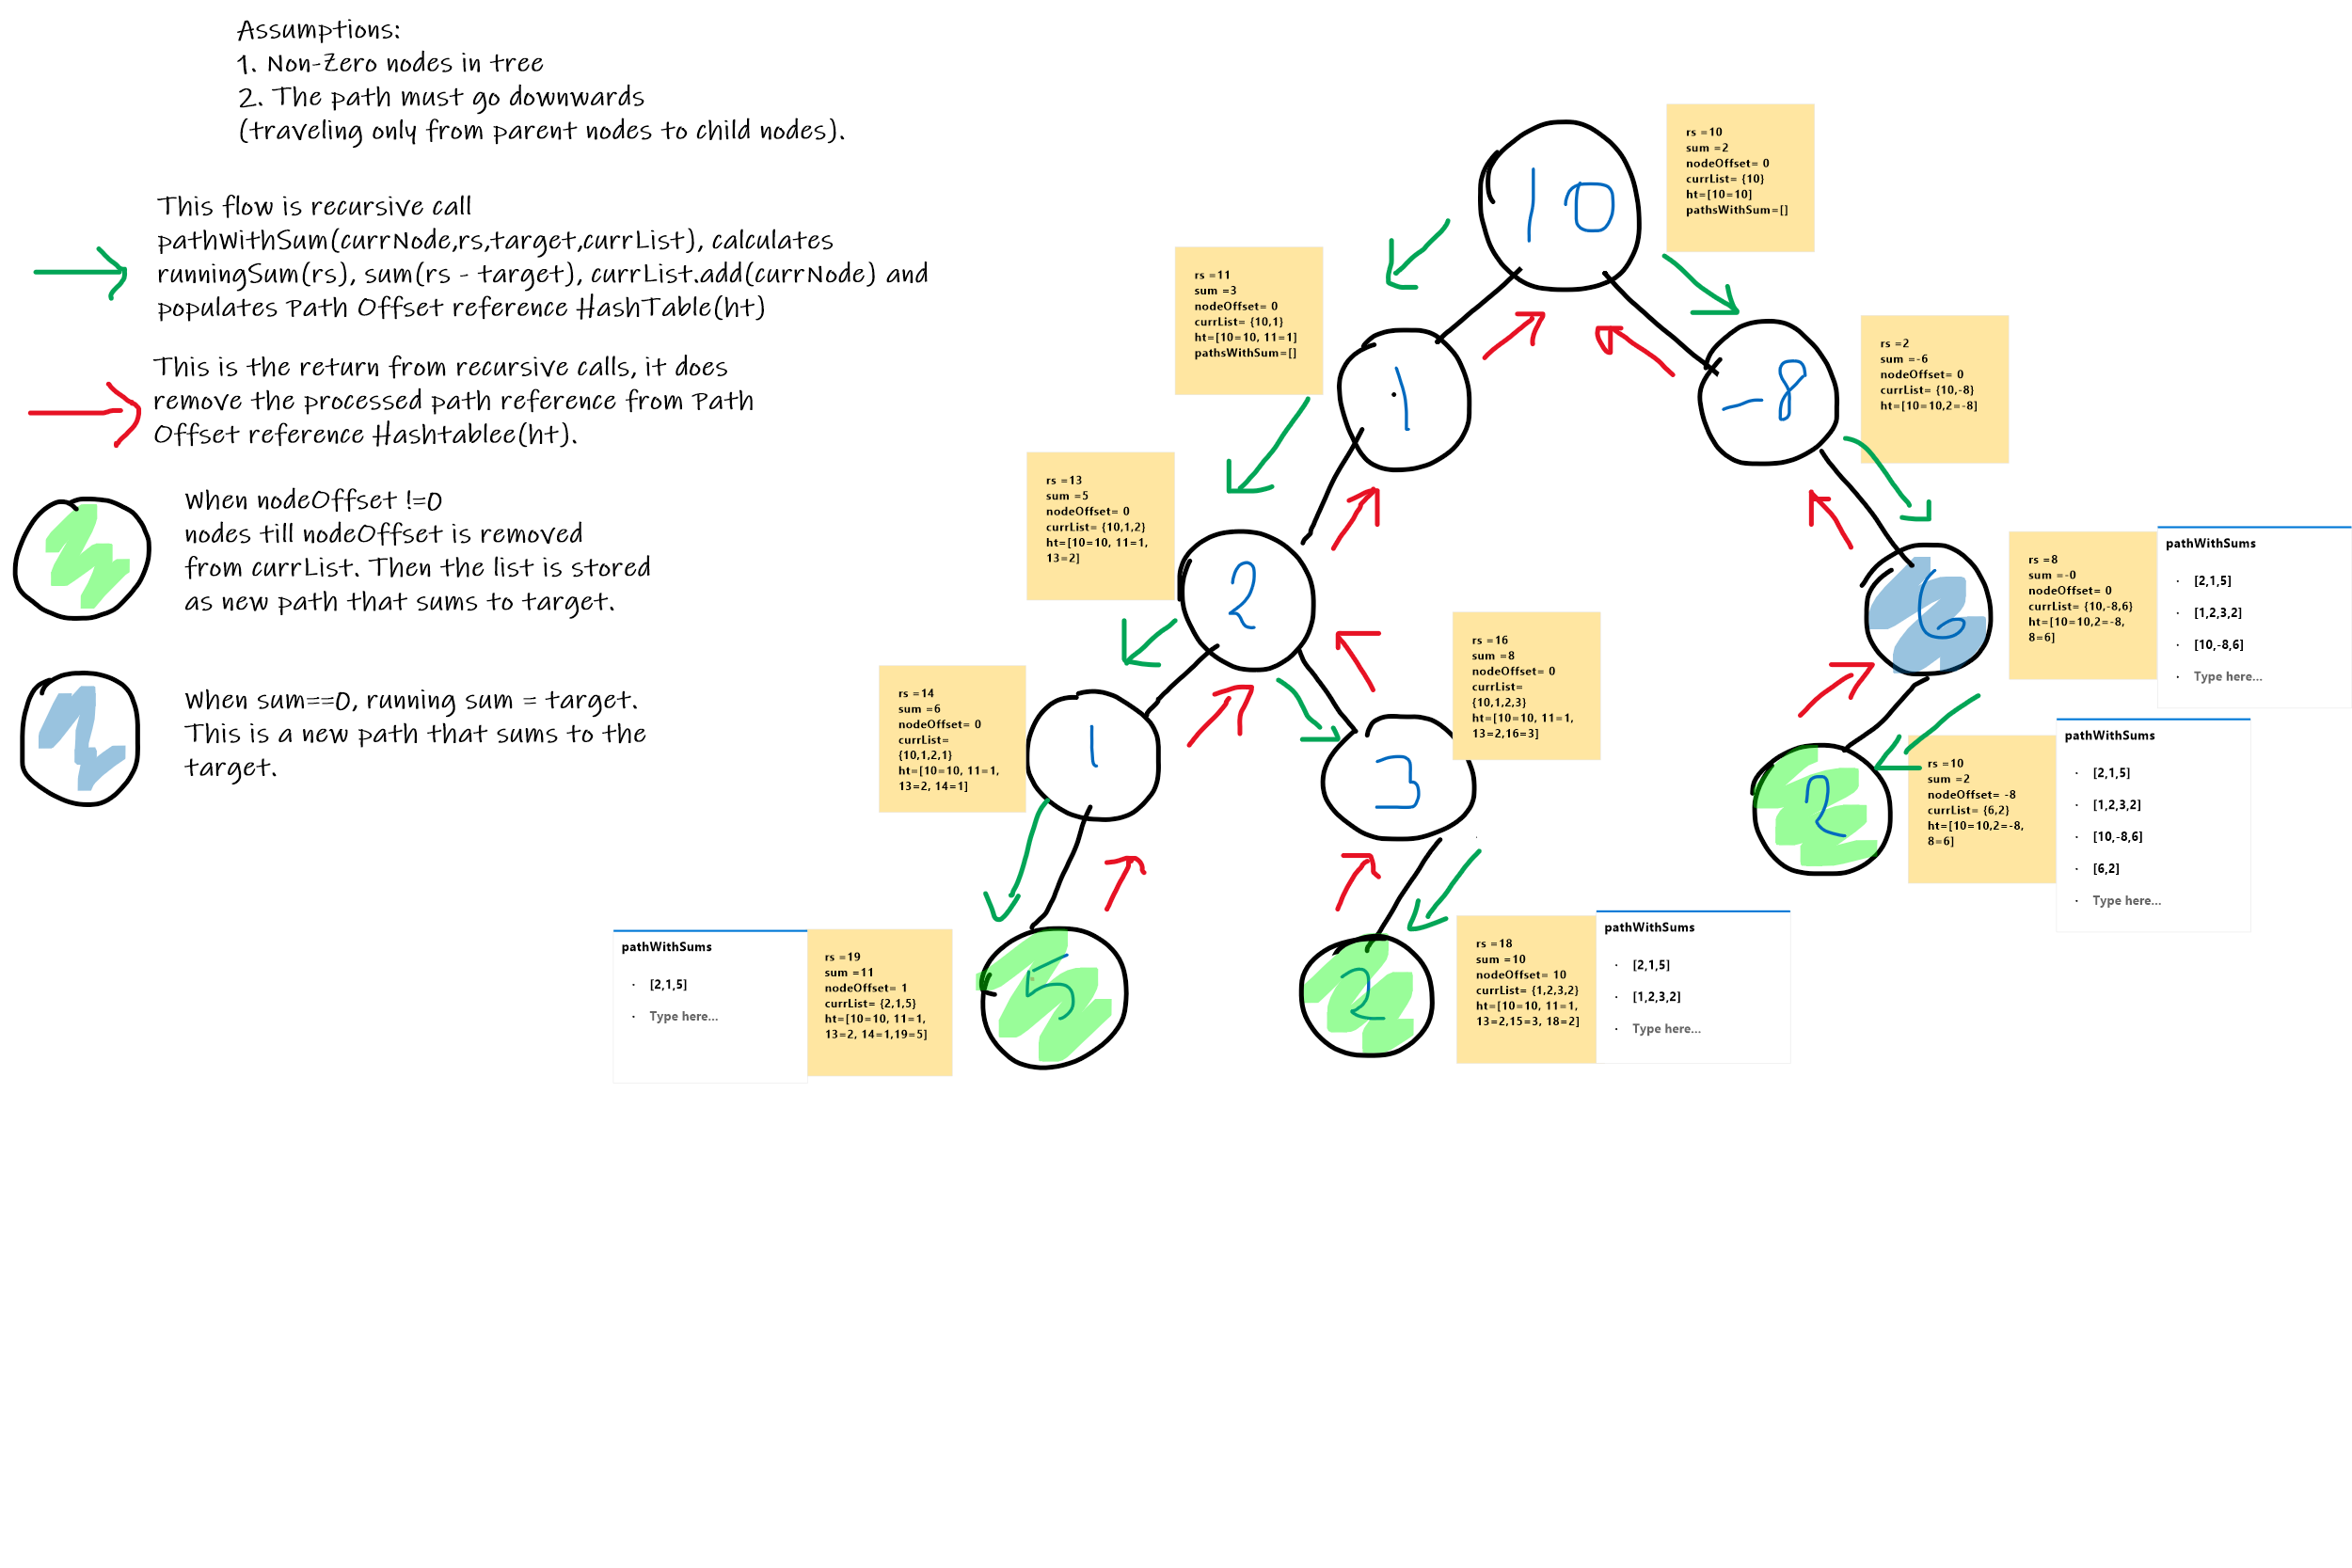 Assumptions:
1. Non-Zero nodes in tree
2. The path must go downwards
(traveling only from parent nodes to child nodes).
This flow is recursive call
pathWithSum(currNode,rs,target,currList), calculates
runningSum(rs), sum(rs - target), currList.add(currNode) and
populates Path Offset reference HashTable(ht)
This is the return from recursive calls, it does
remove the processed path reference from Path
Offset reference Hashtablee(ht).
When nodeOffset !=0
nodes till nodeOffset is removed
from currList. Then the list is stored
as new path that sums to target.
When sum==0, running sum = target.
This is a new path that sums to the
target.
10
rs =10
sum =2
nodeOffset= 0
currList= {10}
ht=[10=10]
pathsWithSum=[]
rs =11
sum =3
nodeOffset= 0
currList= {10,1}
ht=[10=10, 11=1]
pathsWithSum=[]
1
-8
rs =2
sum =-6
nodeOffset= 0
currList= {10,-8}
ht=[10=10,2=-8]
rs =13
sum =5
nodeOffset= 0
currList= {10,1,2}
ht=[10=10, 11=1,
13=2]
2
6
rs =8
sum =-0
nodeOffset= 0
currList= {10,-8,6}
ht=[10=10,2=-8,
8=6]
pathWithSums
· [2,1,5]
· [1,2,3,2]
· [10,-8,6]
· Type here...
rs =14
sum =6
nodeOffset= 0
currList=
{10,1,2,1}
ht=[10=10, 11=1,
13=2, 14=1]
1
3
rs =16
sum =8
nodeOffset= 0
currList=
{10,1,2,3}
ht=[10=10, 11=1,
13=2,16=3]
2
rs =10
sum =2
nodeOffset= -8
currList= {6,2}
ht=[10=10,2=-8,
8=6]
pathWithSums
· [2,1,5]
· [1,2,3,2]
· [10,-8,6]
· [6,2]
· Type here...
pathWithSums
· [2,1,5]
· Type here...
rs =19
sum =11
nodeOffset= 1
currList= {2,1,5}
ht=[10=10, 11=1,
13=2, 14=1,19=5]
5
2
rs =18
sum =10
nodeOffset= 10
currList= {1,2,3,2}
ht=[10=10, 11=1,
13=2,15=3, 18=2]
pathWithSums
· [2,1,5]
· [1,2,3,2]
· Type here...